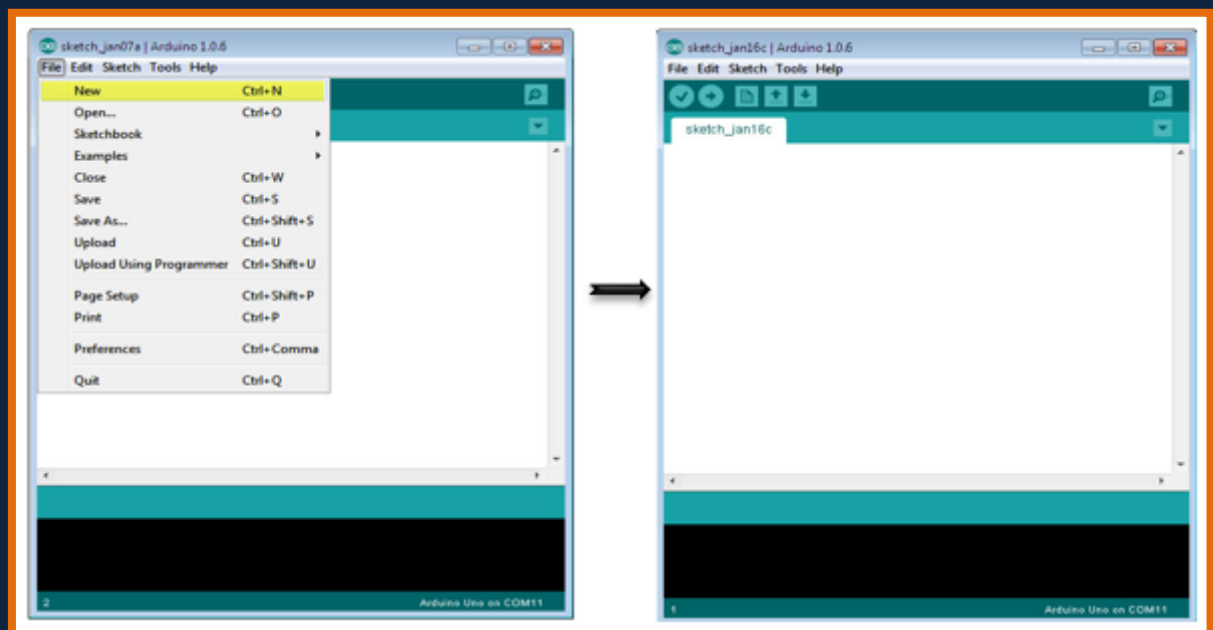 sketch_jan07a | Arduino 1.0.6
File Edit Sketch Tools Help
New Ctrl+N
Open... Ctrl+O
Sketchbook
Examples
Close Ctrl+W
Save Ctrl+S
Save As... Ctrl+Shift+S
Upload Ctrl+U
Upload Using Programmer Ctrl+Shift+U
Page Setup Ctrl+Shift+P
Print Ctrl+P
Preferences Ctrl+Comma
Quit Ctrl+Q
2 Arduino Uno on COM11
sketch_jan16c | Arduino 1.0.6
File Edit Sketch Tools Help
sketch_jan16c
1 Arduino Uno on COM11